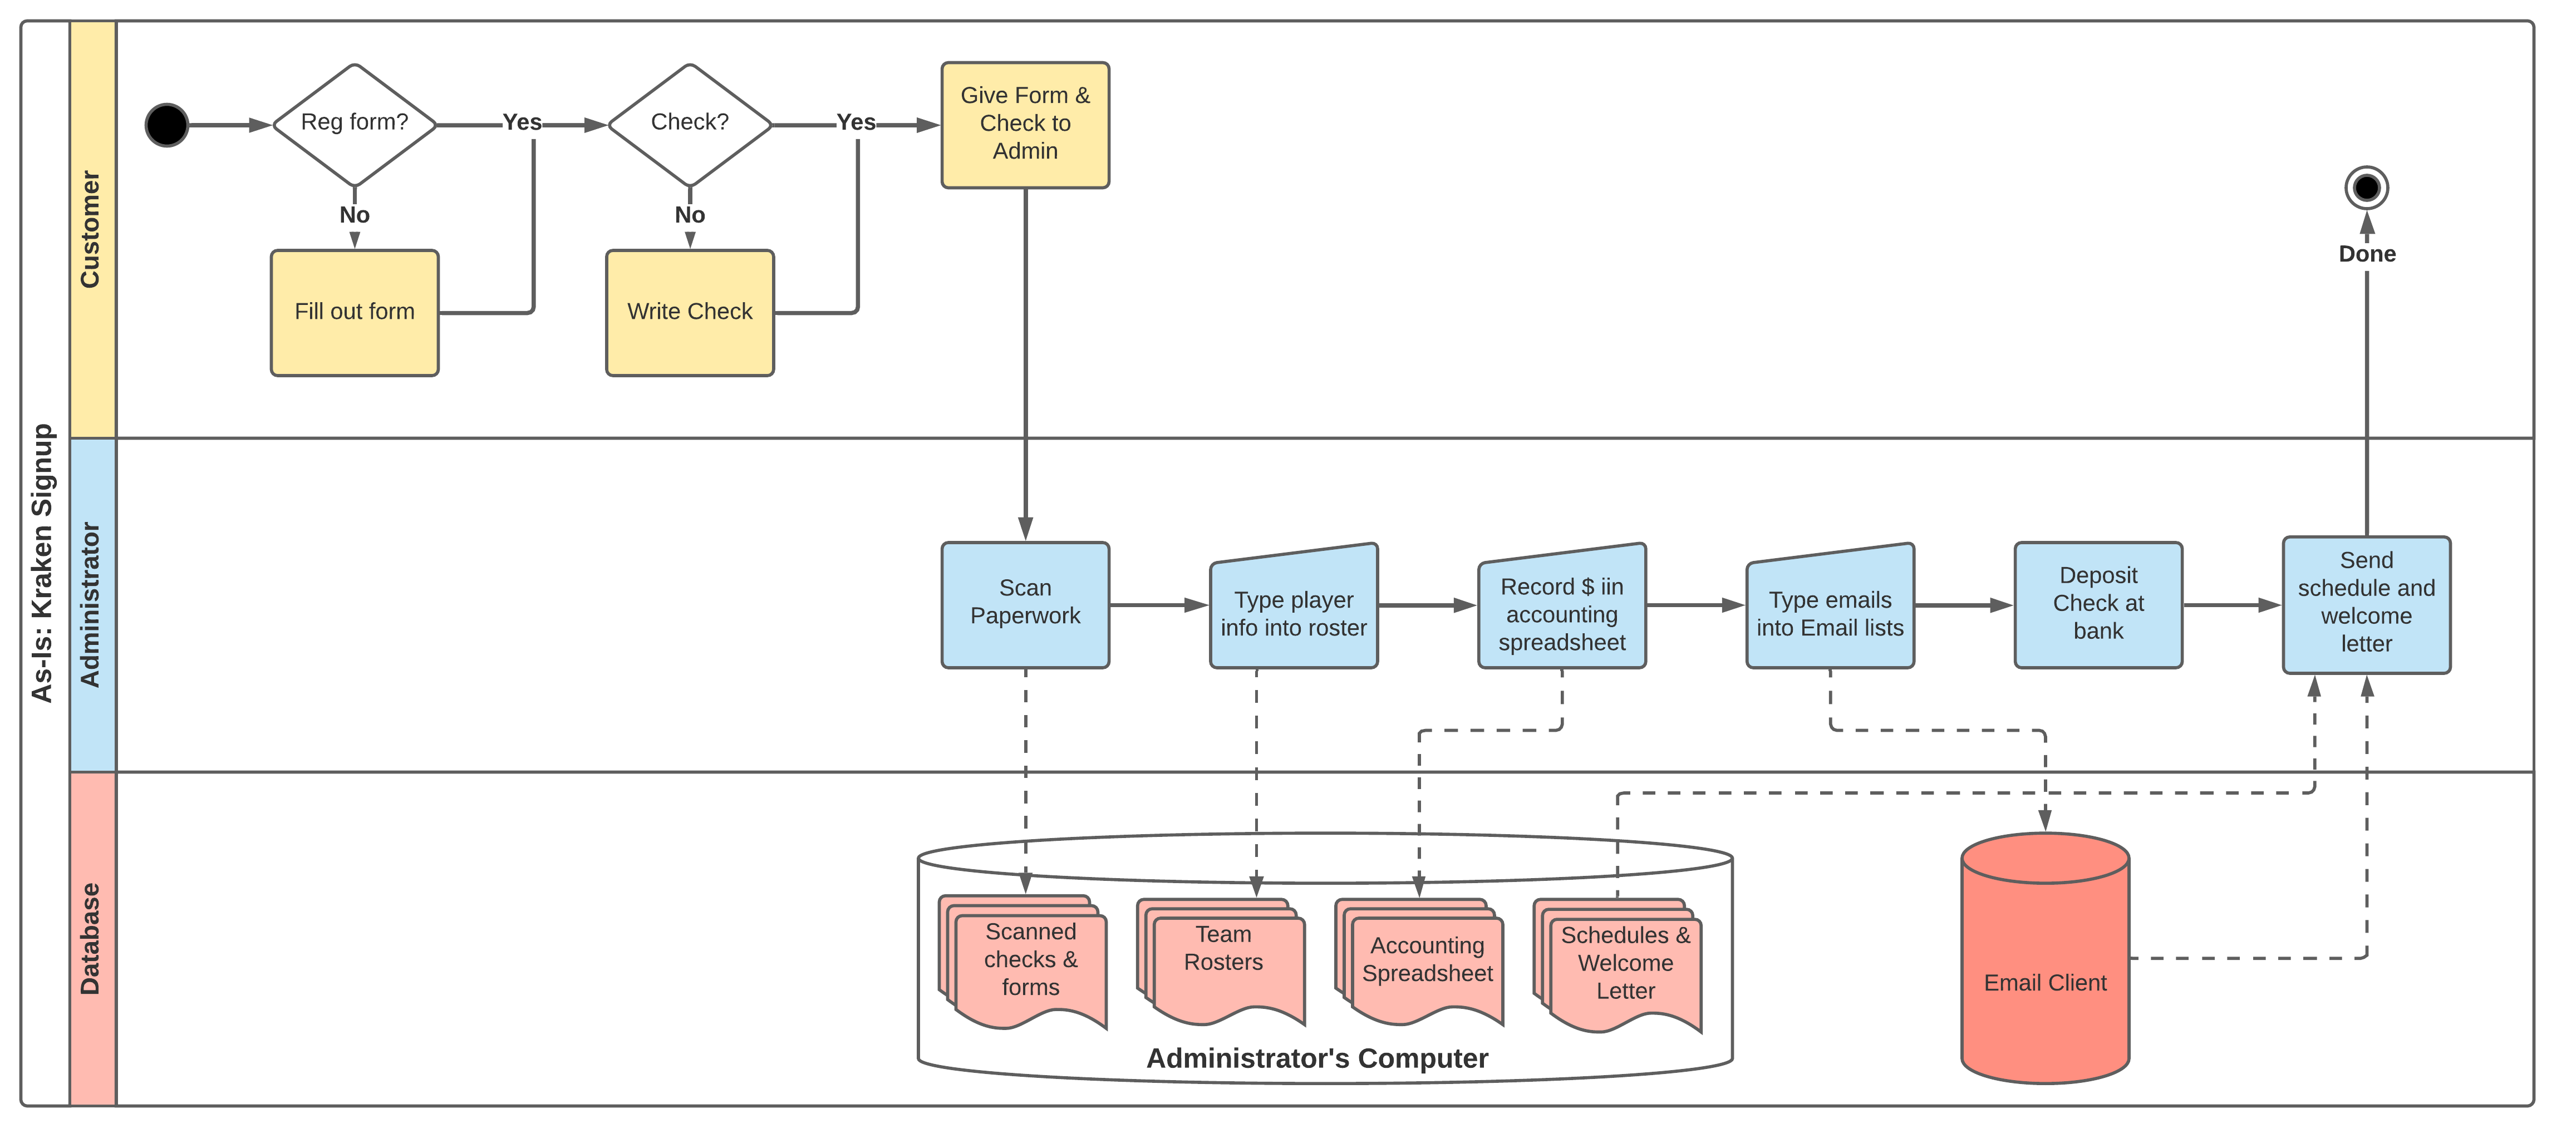 As-Is: Kraken Signup
Customer
Reg form?
Yes
Check?
Yes
Give Form &
Check to
Admin
No
No
Fill out form
Write Check
Done
Administrator
Scan
Paperwork
Type player
info into roster
Record $ iin
accounting
spreadsheet
Type emails
into Email lists
Deposit
Check at
bank
Send
schedule and
welcome
letter
Database
Scanned
checks &
forms
Team
Rosters
Accounting
Spreadsheet
Schedules &
Welcome
Letter
Administrator's Computer
Email Client